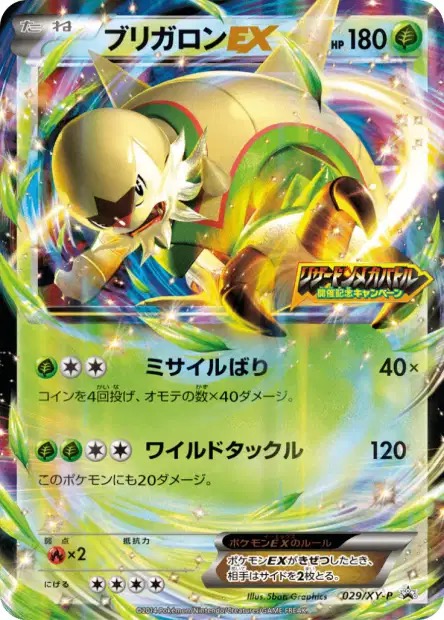 たね ブリガロンEX HP 180
リザードンメガバトル
開催記念キャンペーン
ミサイルばり 40×
コインを4回投げ、オモテの数×40ダメージ。
ワイルドタックル 120
このポケモンにも20ダメージ。
弱点 抵抗力
×2
ポケモンEXのルール
ポケモンEXがきぜつしたとき、
相手はサイドを2枚とる。
にげる
Illus. 5ban Graphics 029/XY-P
©2014 Pokémon/Nintendo/Creatures/GAME FREAK